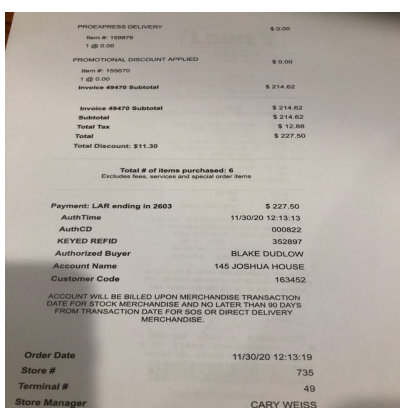 PROEXPRESS DELIVERY $ 0.00
Item #: 159876
1 @ 0.00
PROMOTIONAL DISCOUNT APPLIED $ 0.00
Item #: 155670
1 @ 0.00
Invoice 49470 Subtotal $ 214.62
Invoice 49470 Subtotal $ 214.62
Subtotal $ 214.62
Total Tax $ 12.88
Total $ 227.50
Total Discount: $11.30
Total # of items purchased: 6
Excludes fees, services and special order items
Payment: LAR ending in 2603 $ 227.50
AuthTime 11/30/20 12:13:13
AuthCD 000822
KEYED REFID 352897
Authorized Buyer BLAKE DUDLOW
Account Name 145 JOSHUA HOUSE
Customer Code 163452
ACCOUNT WILL BE BILLED UPON MERCHANDISE TRANSACTION
DATE FOR STOCK MERCHANDISE AND NO LATER THAN 90 DAYS
FROM TRANSACTION DATE FOR SOS OR DIRECT DELIVERY
MERCHANDISE.
Order Date 11/30/20 12:13:19
Store # 735
Terminal # 49
Store Manager CARY WEISS